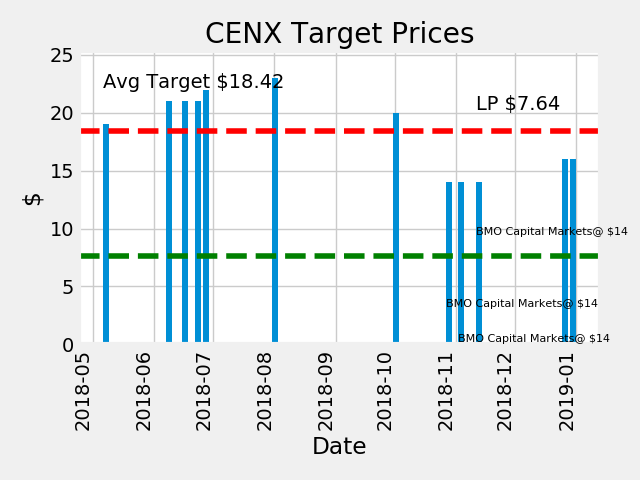 CENX Target Prices
25
Avg Target $18.42
LP $7.64
20
15
BMO Capital Markets@ $14
10
5
BMO Capital Markets@ $14
BMO Capital Markets@ $14
0
$
2018-05
2018-06
2018-07
2018-08
2018-09
2018-10
2018-11
2018-12
2019-01
Date